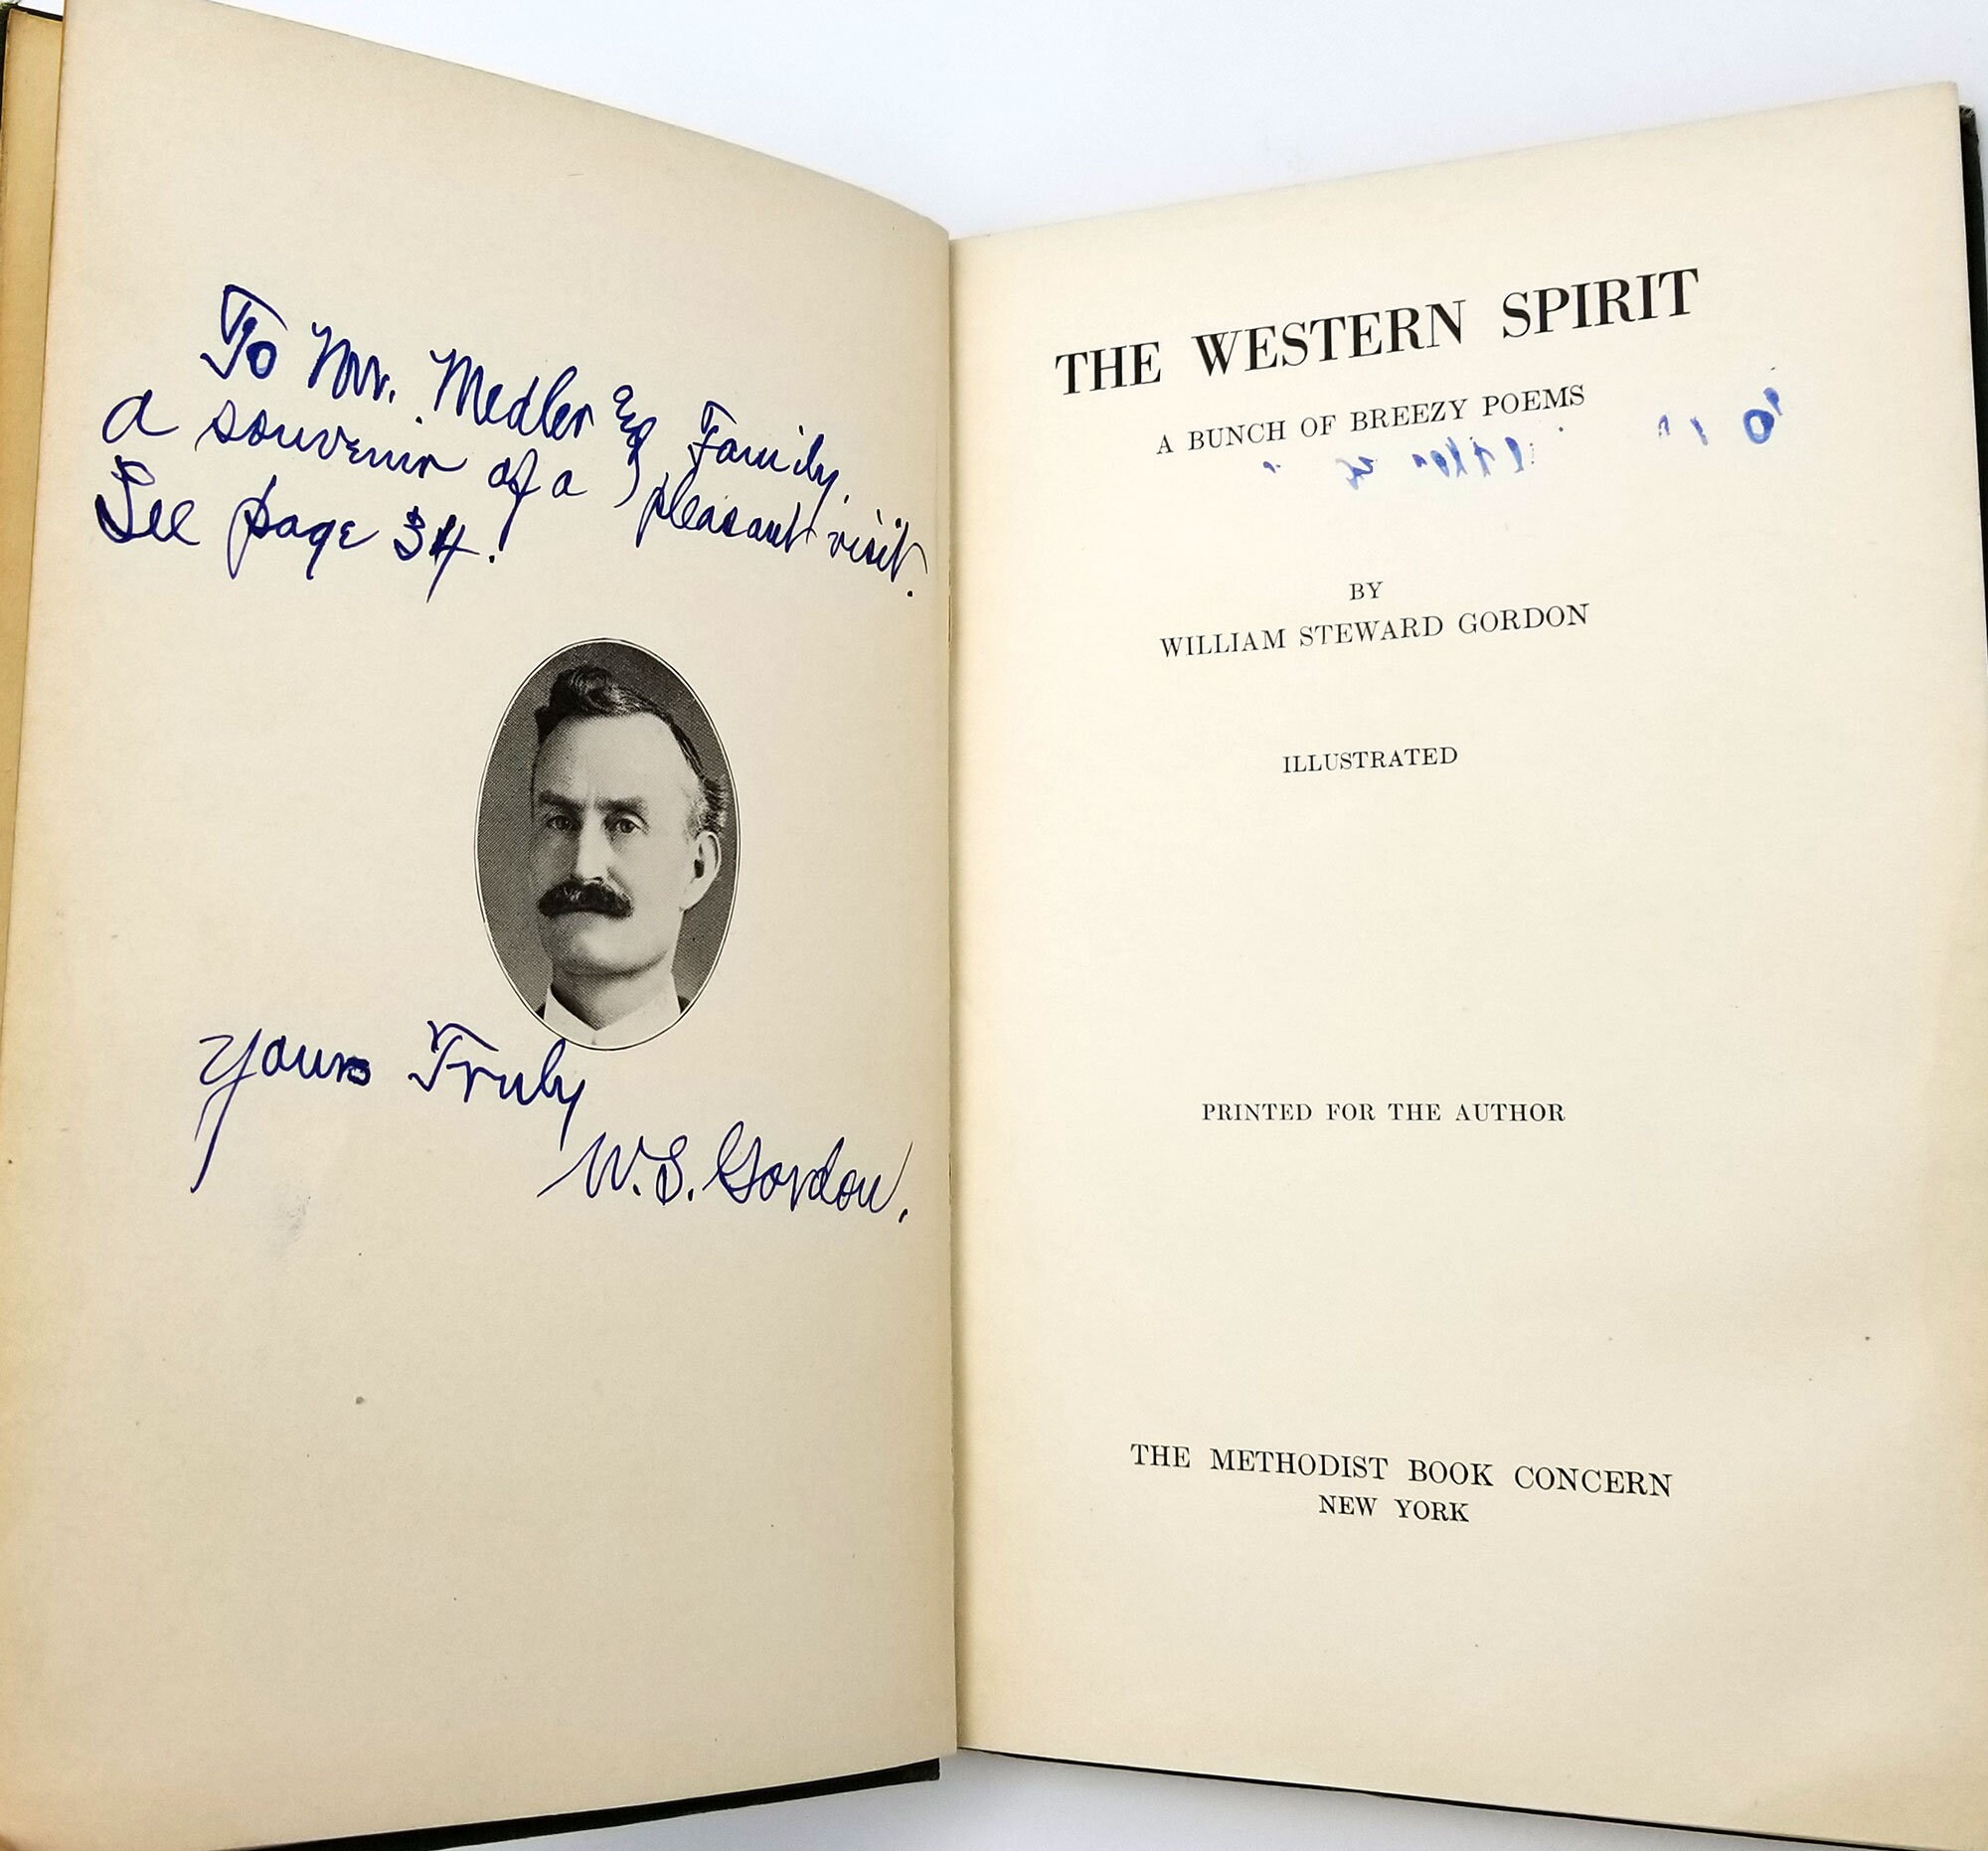 To Mr. Medler & Family,
a souvenir of a pleasant visit.
See page 34.
Yours Truly
W. S. Gordon.
THE WESTERN SPIRIT
A BUNCH OF BREEZY POEMS
BY
WILLIAM STEWARD GORDON
ILLUSTRATED
PRINTED FOR THE AUTHOR
THE METHODIST BOOK CONCERN
NEW YORK